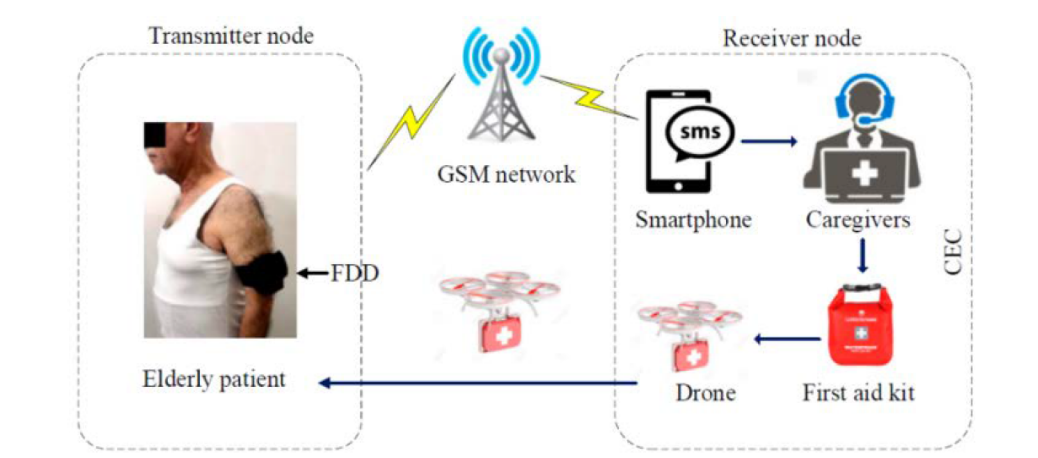 Transmitter node
Receiver node
sms
GSM network
Smartphone
Caregivers
CEC
FDD
Elderly patient
Drone
First aid kit